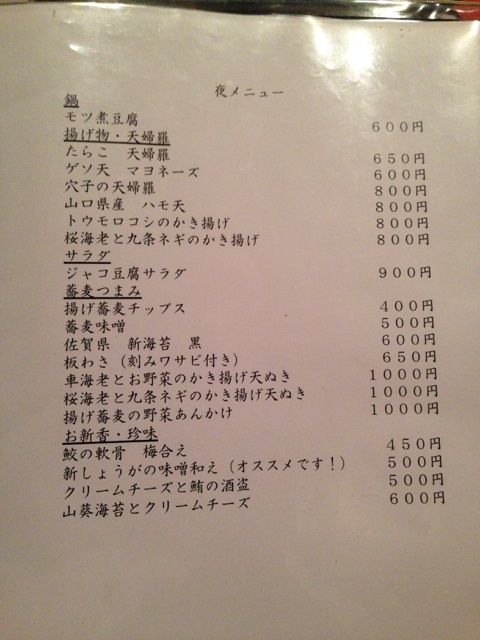 夜メニュー
鍋
モツ煮豆腐 600円
揚げ物・天婦羅
たらこ 天婦羅 650円
ゲソ天 マヨネーズ 600円
穴子の天婦羅 800円
山口県産 ハモ天 800円
トウモロコシのかき揚げ 800円
桜海老と九条ネギのかき揚げ 800円
サラダ
ジャコ豆腐サラダ 900円
蕎麦つまみ
揚げ蕎麦チップス 400円
蕎麦味噌 500円
佐賀県 新海苔 黒 600円
板わさ(刻みワサビ付き) 650円
車海老とお野菜のかき揚げ天ぬき 1000円
桜海老と九条ネギのかき揚げ天ぬき 1000円
揚げ蕎麦の野菜あんかけ 1000円
お新香・珍味
鮫の軟骨 梅合え 450円
新しょうがの味噌和え(オススメです!) 500円
クリームチーズと鮪の酒盗 500円
山葵海苔とクリームチーズ 600円